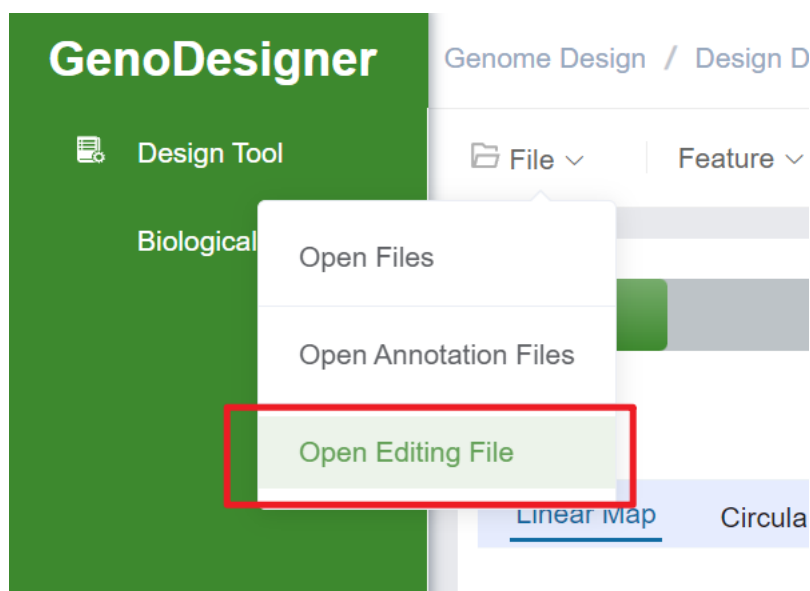 GenoDesigner
Genome Design / Design D
Design Tool
File
Feature
Biological
Open Files
Open Annotation Files
Open Editing File
Linear Map
Circula